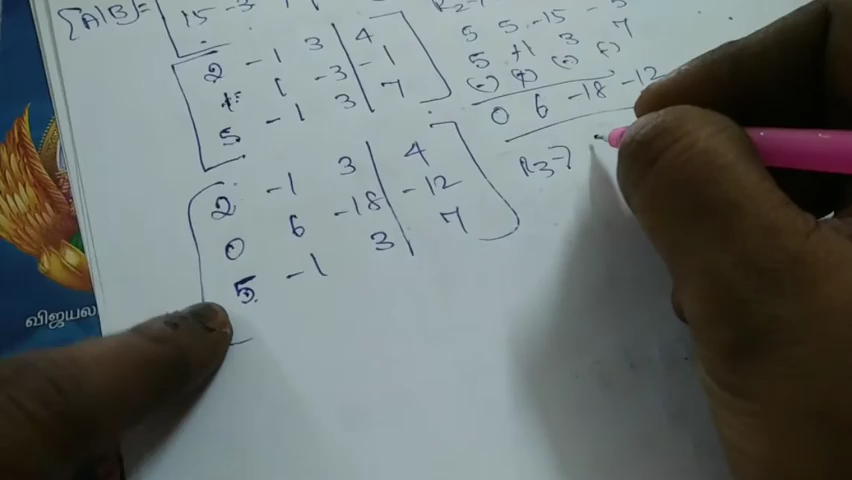 [A|B]=
15 -3
2 -1 3 | 4
1 -3 -1
5 -1 3 7
5 5 -15 -5
5 +1 3 7
(-) (+) (-) (-)
0 6 -18 -12
R3→
2 -1 3 | 4
0 6 -18 -12
5 -1 3 7
விஜயல